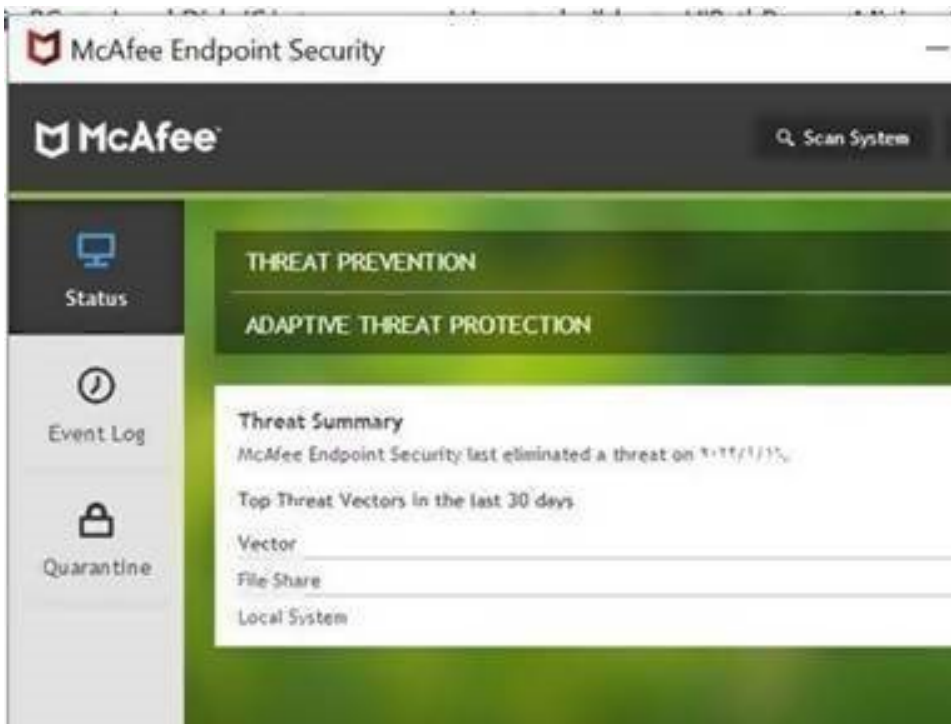 McAfee Endpoint Security
McAfee
Scan System
Status
Event Log
Quarantine
THREAT PREVENTION
ADAPTIVE THREAT PROTECTION
Threat Summary
McAfee Endpoint Security last eliminated a threat on
Top Threat Vectors in the last 30 days
Vector
File Share
Local System